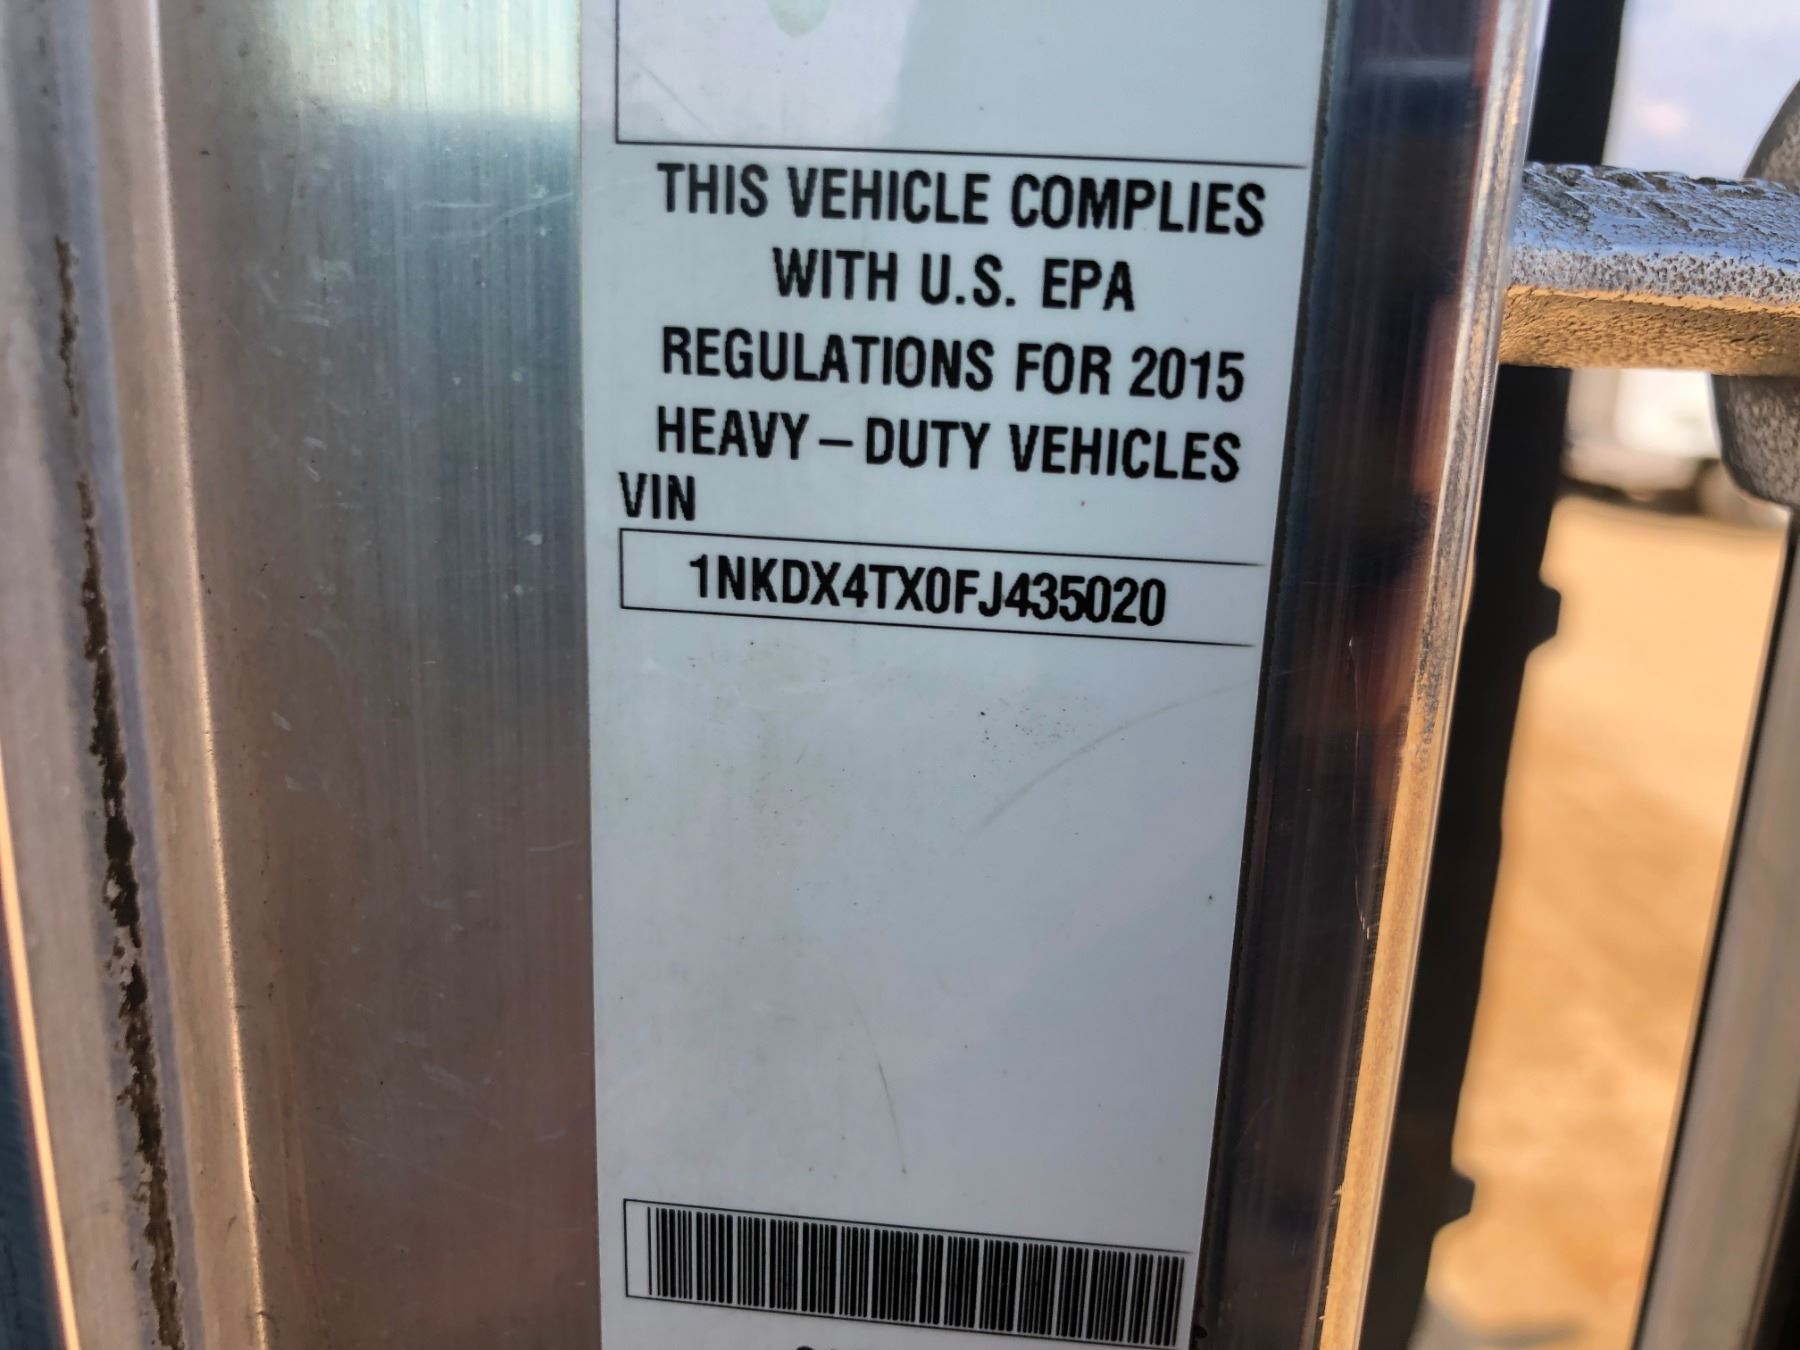 THIS VEHICLE COMPLIES
WITH U.S. EPA
REGULATIONS FOR 2015
HEAVY–DUTY VEHICLES
VIN
1NKDX4TX0FJ435020